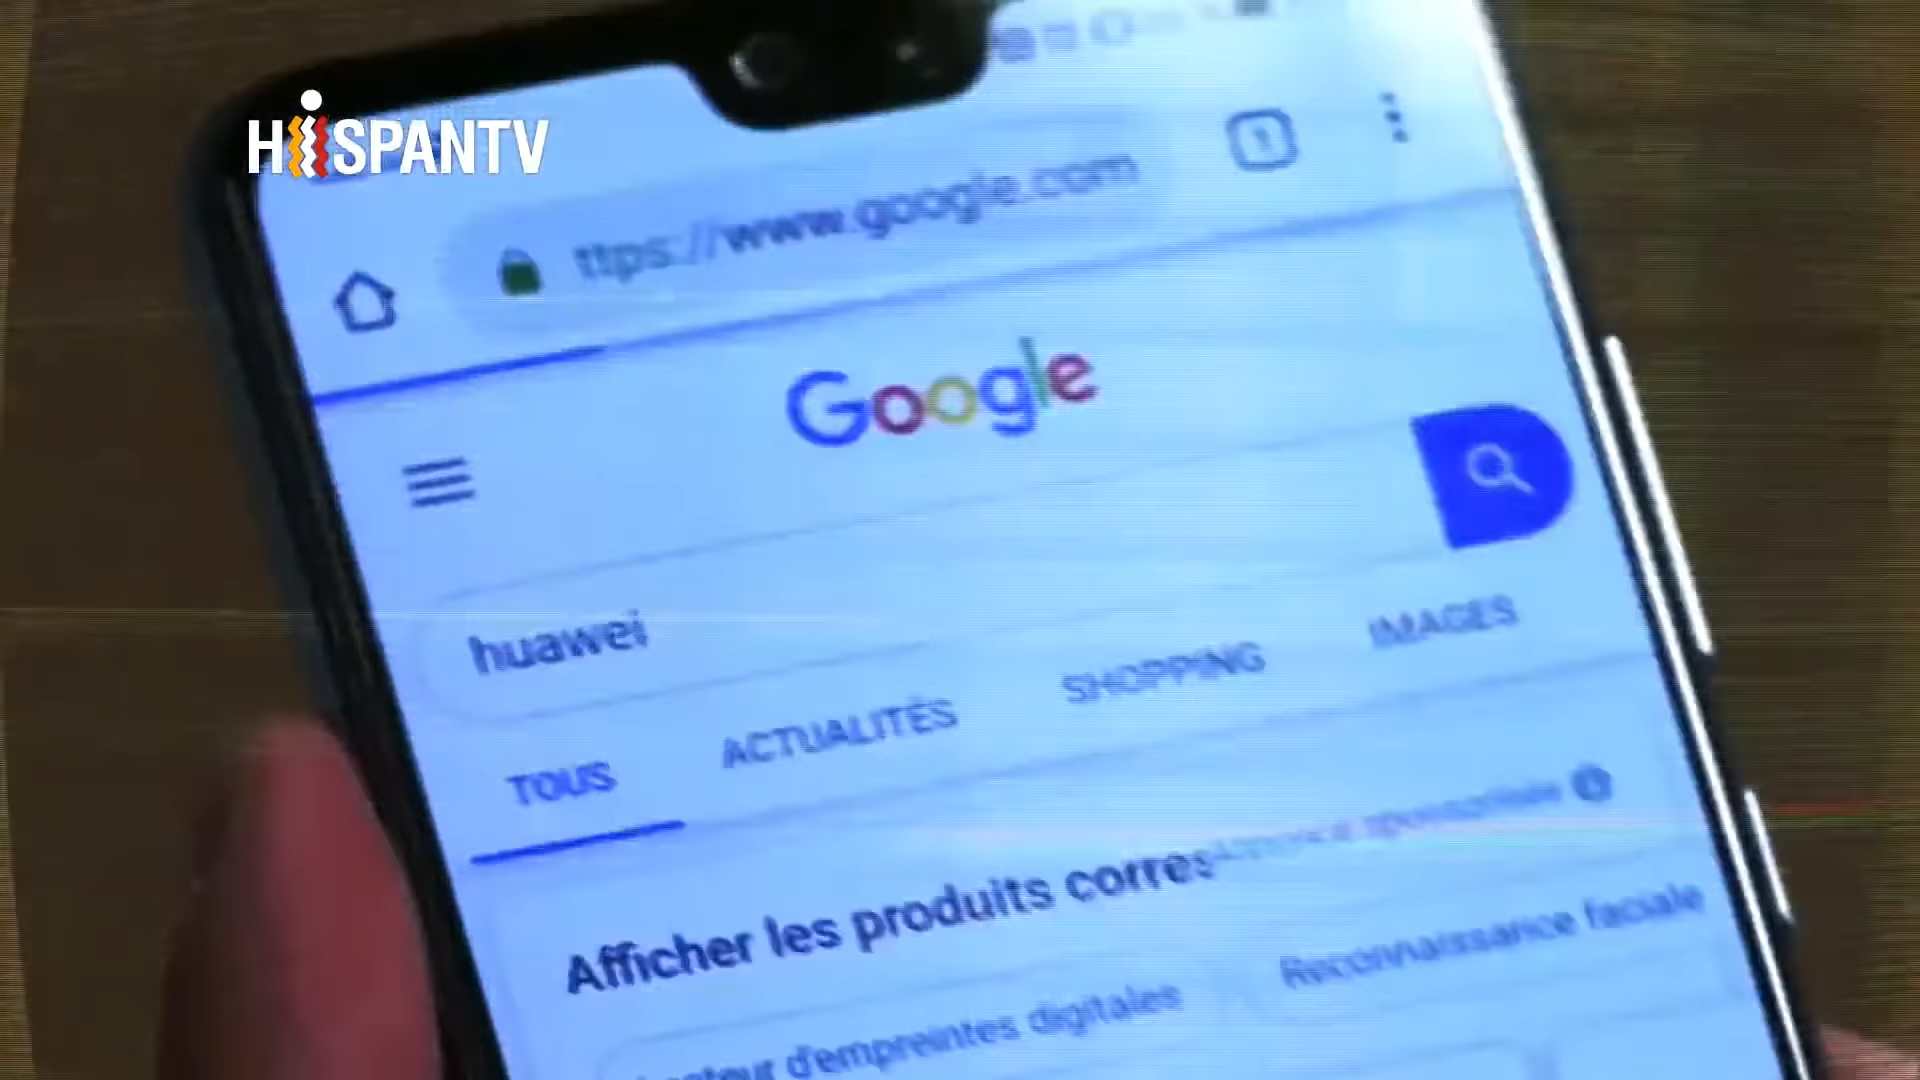 HISPANTV
1
ttps://www.google.com
Google
huawei
TOUS ACTUALITÉS SHOPPING IMAGES
Afficher les produits corres
d'empreintes digitales
Reconnaissance faciale